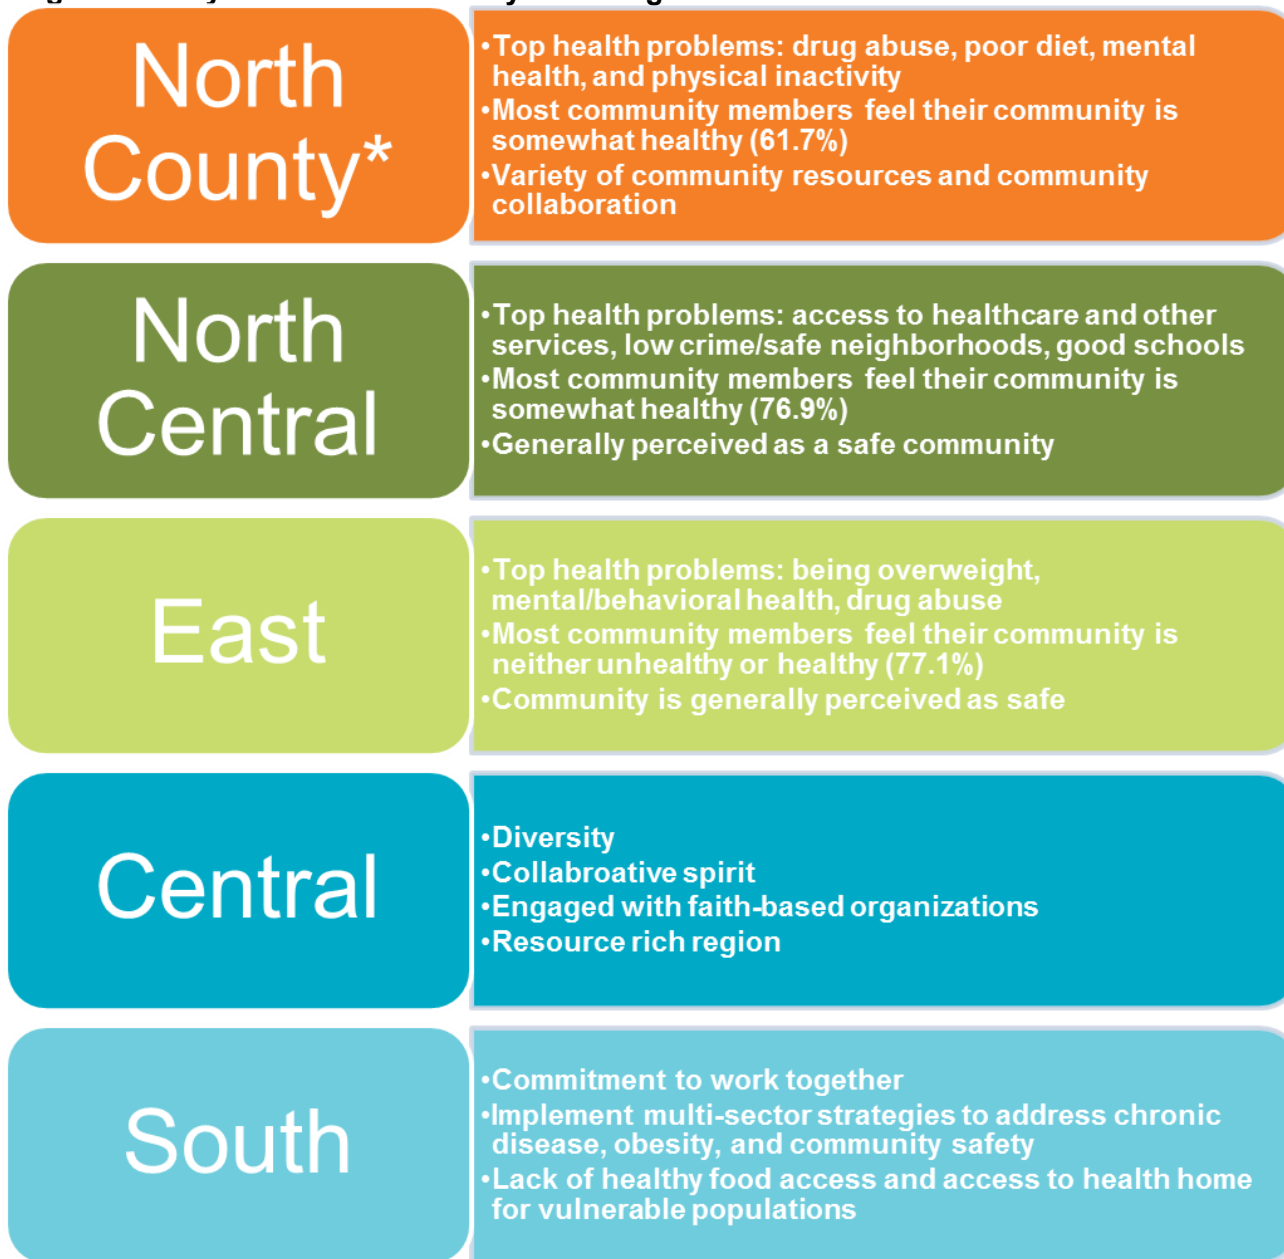 North
County*
•Top health problems: drug abuse, poor diet, mental
health, and physical inactivity
•Most community members feel their community is
somewhat healthy (61.7%)
•Variety of community resources and community
collaboration
North
Central
•Top health problems: access to healthcare and other
services, low crime/safe neighborhoods, good schools
•Most community members feel their community is
somewhat healthy (76.9%)
•Generally perceived as a safe community
East
•Top health problems: being overweight,
mental/behavioral health, drug abuse
•Most community members feel their community is
neither unhealthy or healthy (77.1%)
•Community is generally perceived as safe
Central
•Diversity
•Collabroative spirit
•Engaged with faith-based organizations
•Resource rich region
South
•Commitment to work together
•Implement multi-sector strategies to address chronic
disease, obesity, and community safety
•Lack of healthy food access and access to health home
for vulnerable populations